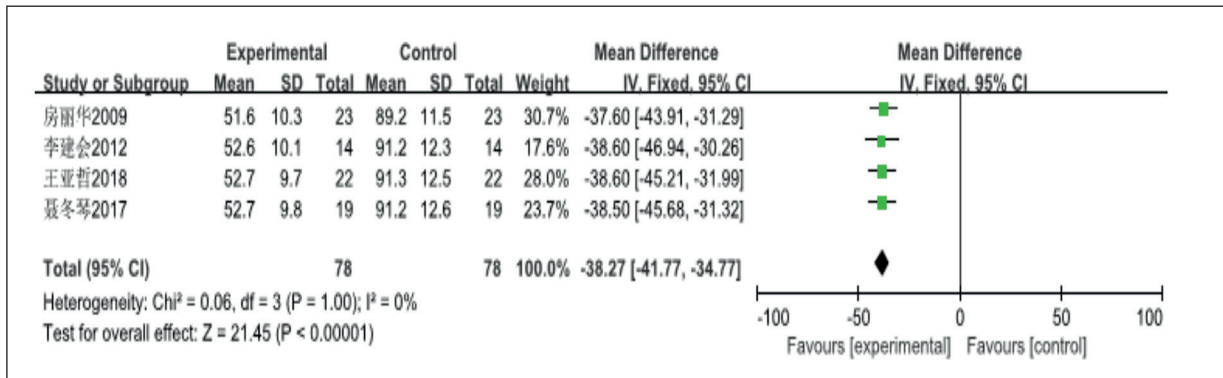 Experimental Control Mean Difference Mean Difference
Study or Subgroup Mean SD Total Mean SD Total Weight IV, Fixed, 95% CI IV, Fixed, 95% CI
房丽华2009 51.6 10.3 23 89.2 11.5 23 30.7% -37.60 [-43.91, -31.29]
李建会2012 52.6 10.1 14 91.2 12.3 14 17.6% -38.60 [-46.94, -30.26]
王亚哲2018 52.7 9.7 22 91.3 12.5 22 28.0% -38.60 [-45.21, -31.99]
聂冬琴2017 52.7 9.8 19 91.2 12.6 19 23.7% -38.50 [-45.68, -31.32]
Total (95% CI) 78 78 100.0% -38.27 [-41.77, -34.77]
Heterogeneity: Chi² = 0.06, df = 3 (P = 1.00); I² = 0%
Test for overall effect: Z = 21.45 (P < 0.00001)
-100 -50 0 50 100
Favours [experimental] Favours [control]